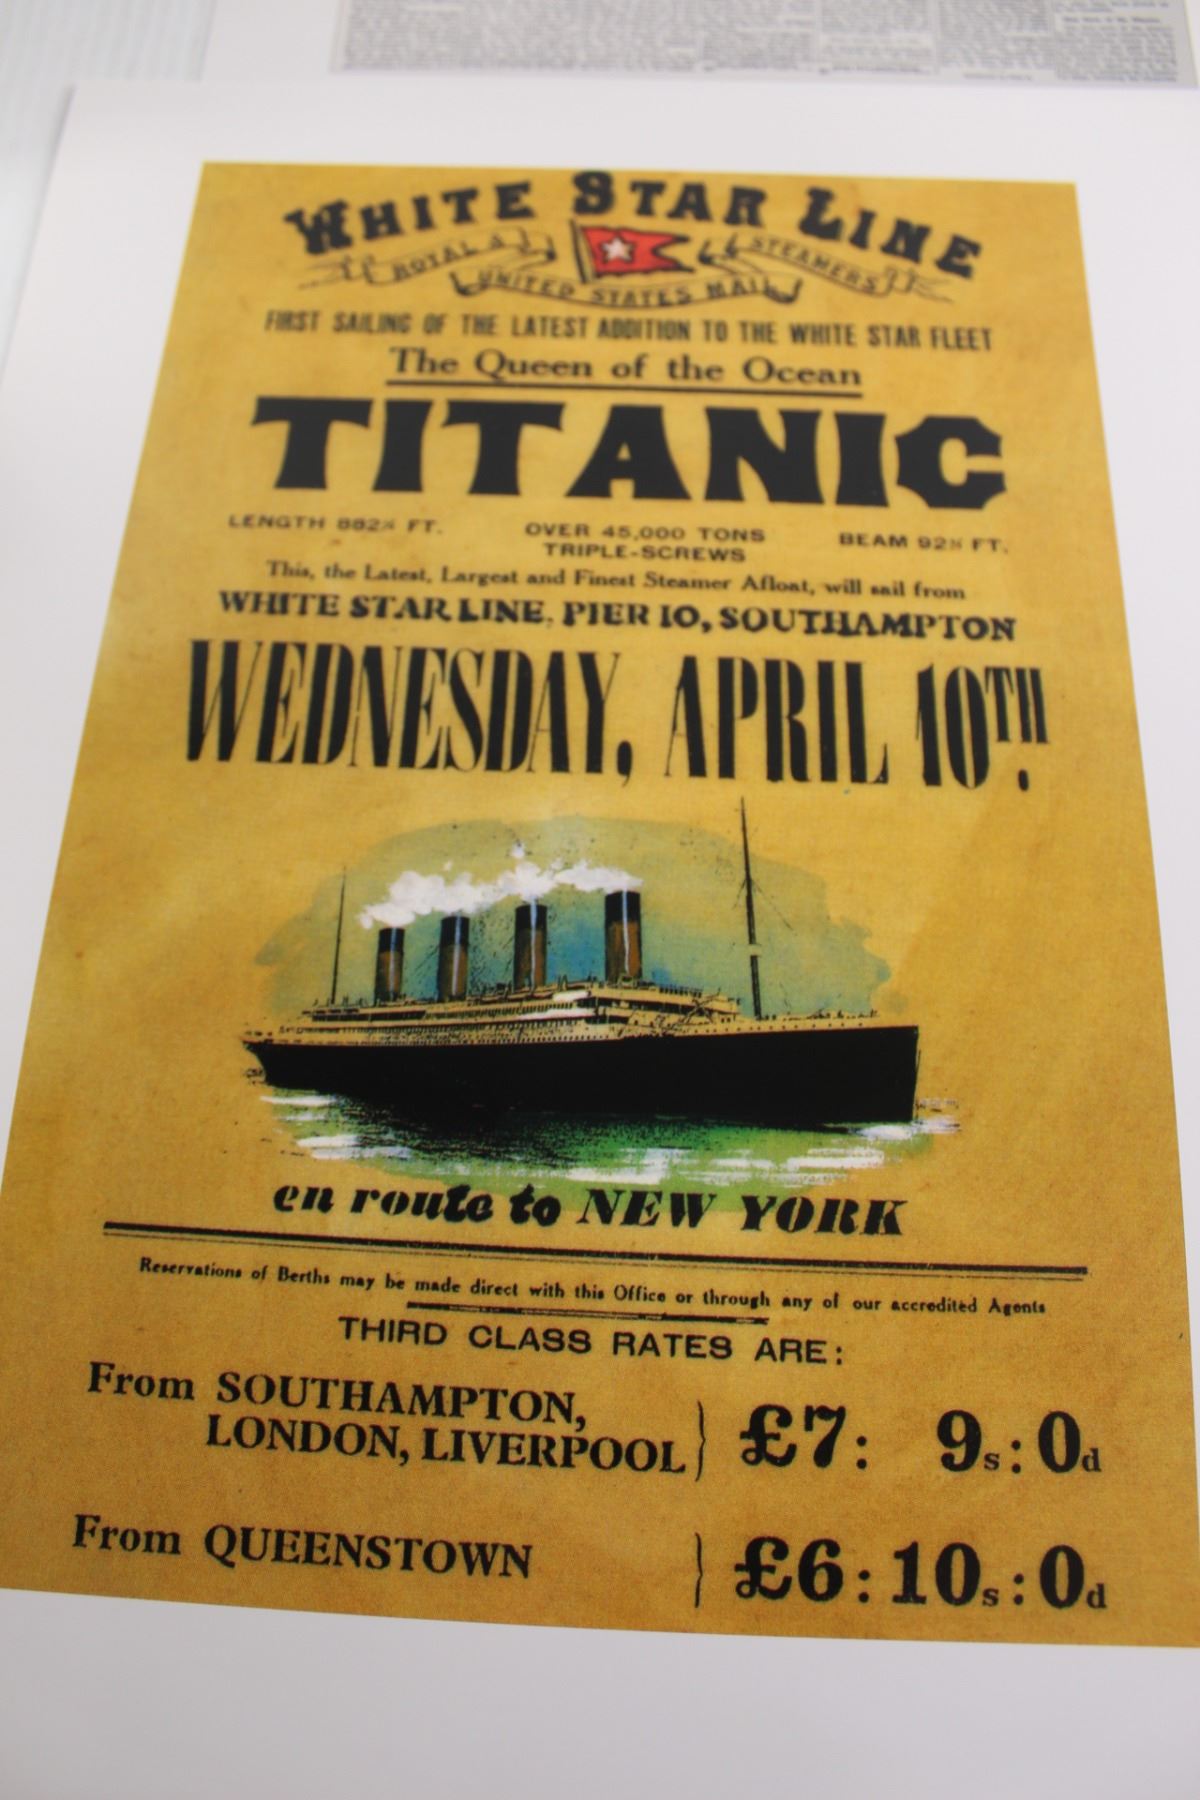 WHITE STAR LINE
ROYAL & UNITED STATES MAIL STEAMERS
FIRST SAILING OF THE LATEST ADDITION TO THE WHITE STAR FLEET
The Queen of the Ocean
TITANIC
LENGTH 882¾ FT. OVER 45,000 TONS BEAM 92½ FT.
TRIPLE-SCREWS
This, the Latest, Largest and Finest Steamer Afloat, will sail from
WHITE STAR LINE, PIER 10, SOUTHAMPTON
WEDNESDAY, APRIL 10TH.
en route to NEW YORK
Reservations of Berths may be made direct with this Office or through any of our accredited Agents
THIRD CLASS RATES ARE:
From SOUTHAMPTON,
LONDON, LIVERPOOL } £7: 9s:0d
From QUEENSTOWN } £6:10s:0d